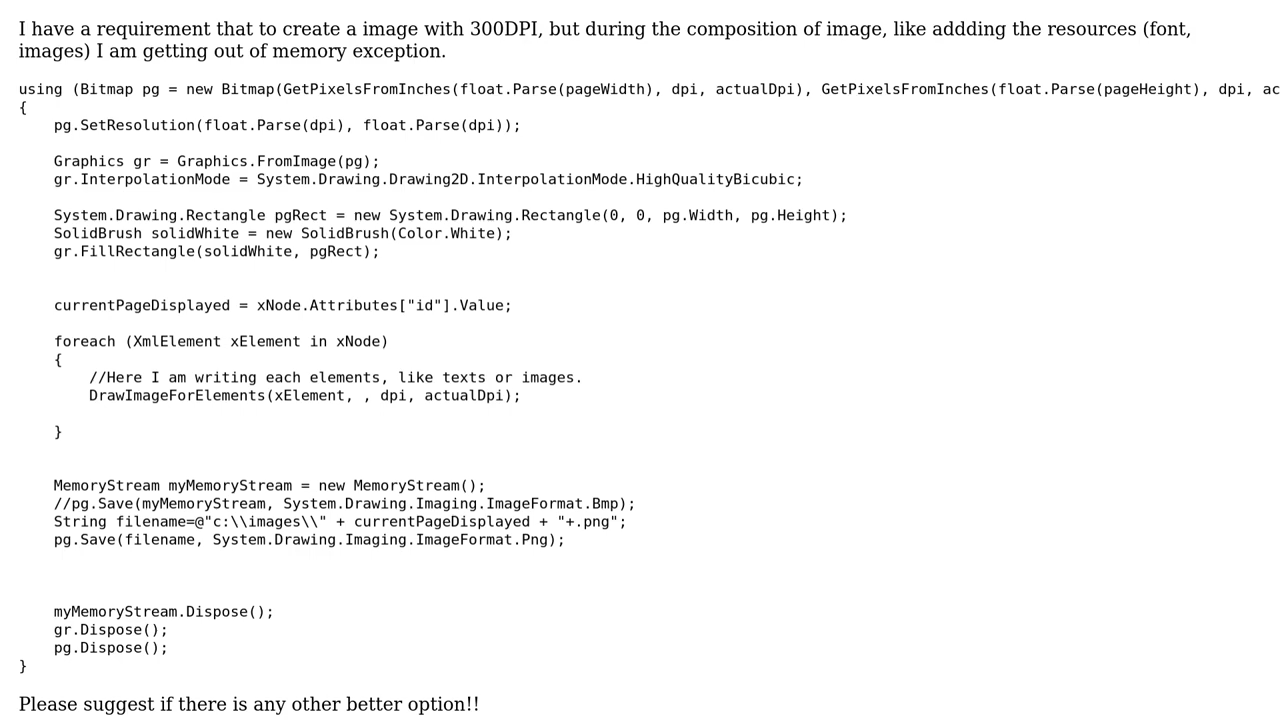 I have a requirement that to create a image with 300DPI, but during the composition of image, like addding the resources (font,
images) I am getting out of memory exception.
using (Bitmap pg = new Bitmap(GetPixelsFromInches(float.Parse(pageWidth), dpi, actualDpi), GetPixelsFromInches(float.Parse(pageHeight), dpi, ac
{
    pg.SetResolution(float.Parse(dpi), float.Parse(dpi));
    Graphics gr = Graphics.FromImage(pg);
    gr.InterpolationMode = System.Drawing.Drawing2D.InterpolationMode.HighQualityBicubic;
    System.Drawing.Rectangle pgRect = new System.Drawing.Rectangle(0, 0, pg.Width, pg.Height);
    SolidBrush solidWhite = new SolidBrush(Color.White);
    gr.FillRectangle(solidWhite, pgRect);
    currentPageDisplayed = xNode.Attributes["id"].Value;
    foreach (XmlElement xElement in xNode)
    {
        //Here I am writing each elements, like texts or images.
        DrawImageForElements(xElement, , dpi, actualDpi);
    }
    MemoryStream myMemoryStream = new MemoryStream();
    //pg.Save(myMemoryStream, System.Drawing.Imaging.ImageFormat.Bmp);
    String filename=@"c:\\images\\" + currentPageDisplayed + "+.png";
    pg.Save(filename, System.Drawing.Imaging.ImageFormat.Png);
    myMemoryStream.Dispose();
    gr.Dispose();
    pg.Dispose();
}
Please suggest if there is any other better option!!